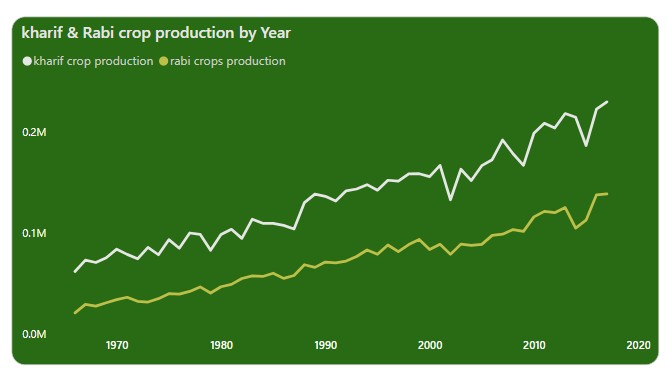 kharif & Rabi crop production by Year
kharif crop production rabi crops production
0.2M
0.1M
0.0M
1970 1980 1990 2000 2010 2020